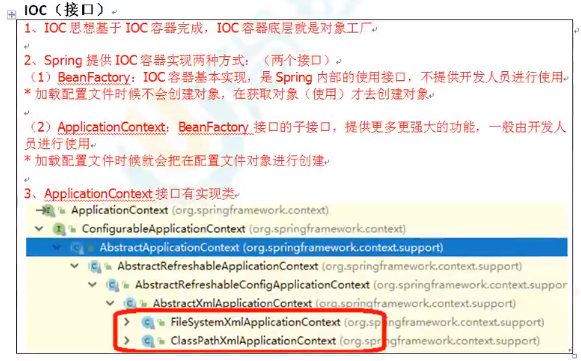 IOC（接口）
1、IOC 思想基于 IOC 容器完成，IOC 容器底层就是对象工厂
2、Spring 提供 IOC 容器实现两种方式：（两个接口）
（1）BeanFactory：IOC 容器基本实现，是 Spring 内部的使用接口，不提供开发人员进行使用
* 加载配置文件时候不会创建对象，在获取对象（使用）才去创建对象
（2）ApplicationContext：BeanFactory 接口的子接口，提供更多更强大的功能，一般由开发人
员进行使用
* 加载配置文件时候就会把在配置文件对象进行创建
3、ApplicationContext 接口有实现类
ApplicationContext (org.springframework.context)
ConfigurableApplicationContext (org.springframework.context)
AbstractApplicationContext (org.springframework.context.support)
AbstractRefreshableApplicationContext (org.springframework.context.support)
AbstractRefreshableConfigApplicationContext (org.springframework.context.support)
AbstractXmlApplicationContext (org.springframework.context.support)
FileSystemXmlApplicationContext (org.springframework.context.support)
ClassPathXmlApplicationContext (org.springframework.context.support)